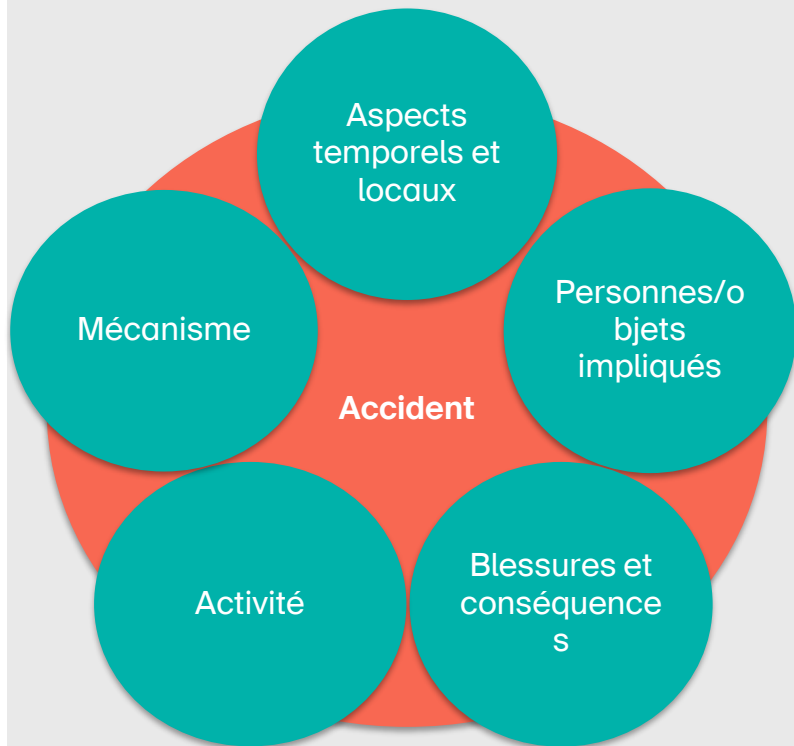 Aspects
temporels et
locaux
Mécanisme
Personnes/o
bjets
impliqués
Accident
Activité
Blessures et
conséquence
s